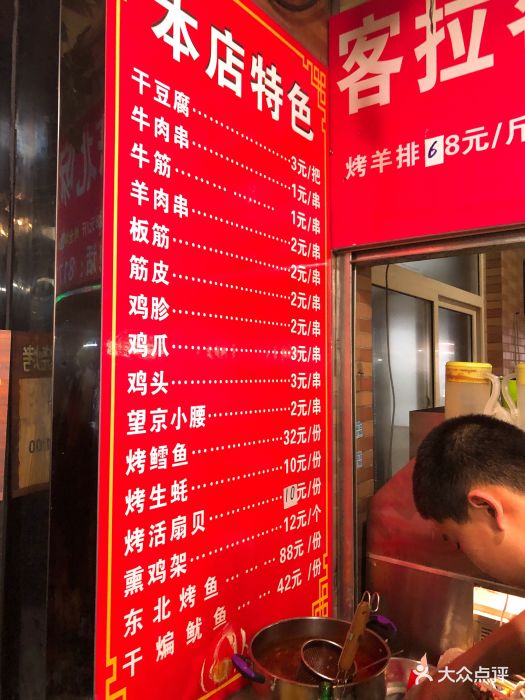 本店特色
干豆腐……………3元/把
牛肉串……………1元/串
牛筋……………1元/串
羊肉串……………2元/串
板筋……………2元/串
筋皮……………2元/串
鸡胗……………2元/串
鸡爪……………3元/串
鸡头……………3元/串
望京小腰………2元/串
烤鳕鱼…………32元/份
烤生蚝…………10元/份
烤活扇贝………10元/份
熏鸡架…………12元/个
东北烤鱼………88元/份
干煸鱿鱼………42元/份
客拉
烤羊排68元/斤
大众点评